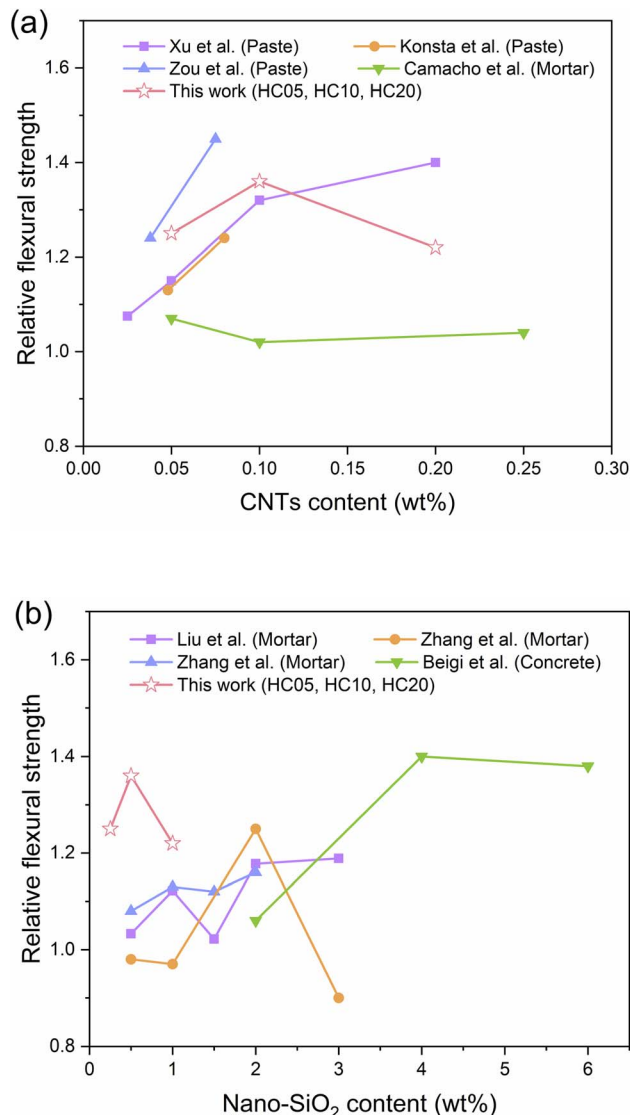 (a)
Xu et al. (Paste) Konsta et al. (Paste)
Zou et al. (Paste) Camacho et al. (Mortar)
This work (HC05, HC10, HC20)
1.6
1.4
1.2
1.0
0.8
Relative flexural strength
0.00 0.05 0.10 0.15 0.20 0.25 0.30
CNTs content (wt%)
(b)
Liu et al. (Mortar) Zhang et al. (Mortar)
Zhang et al. (Mortar) Beigi et al. (Concrete)
This work (HC05, HC10, HC20)
1.6
1.4
1.2
1.0
0.8
Relative flexural strength
0 1 2 3 4 5 6
Nano-SiO₂ content (wt%)